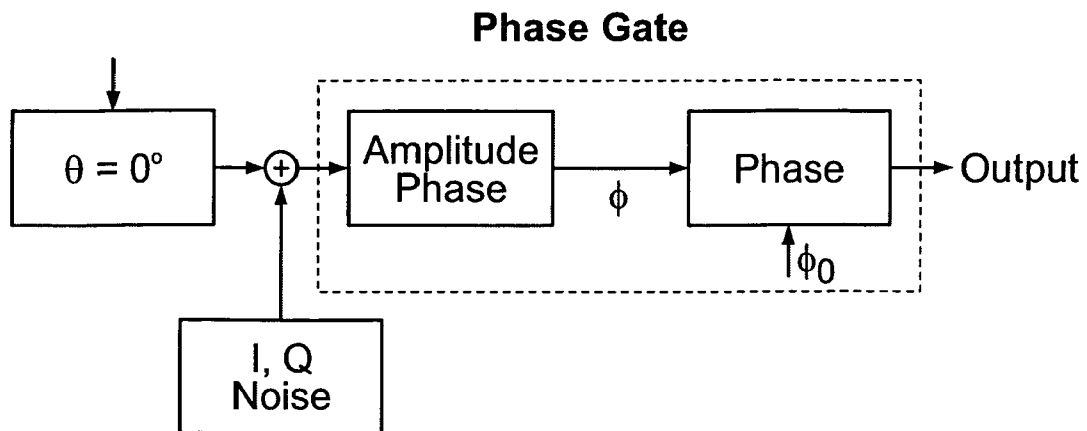 Phase Gate
θ = 0°
Amplitude
Phase
ϕ
Phase
Output
ϕ0
I, Q
Noise